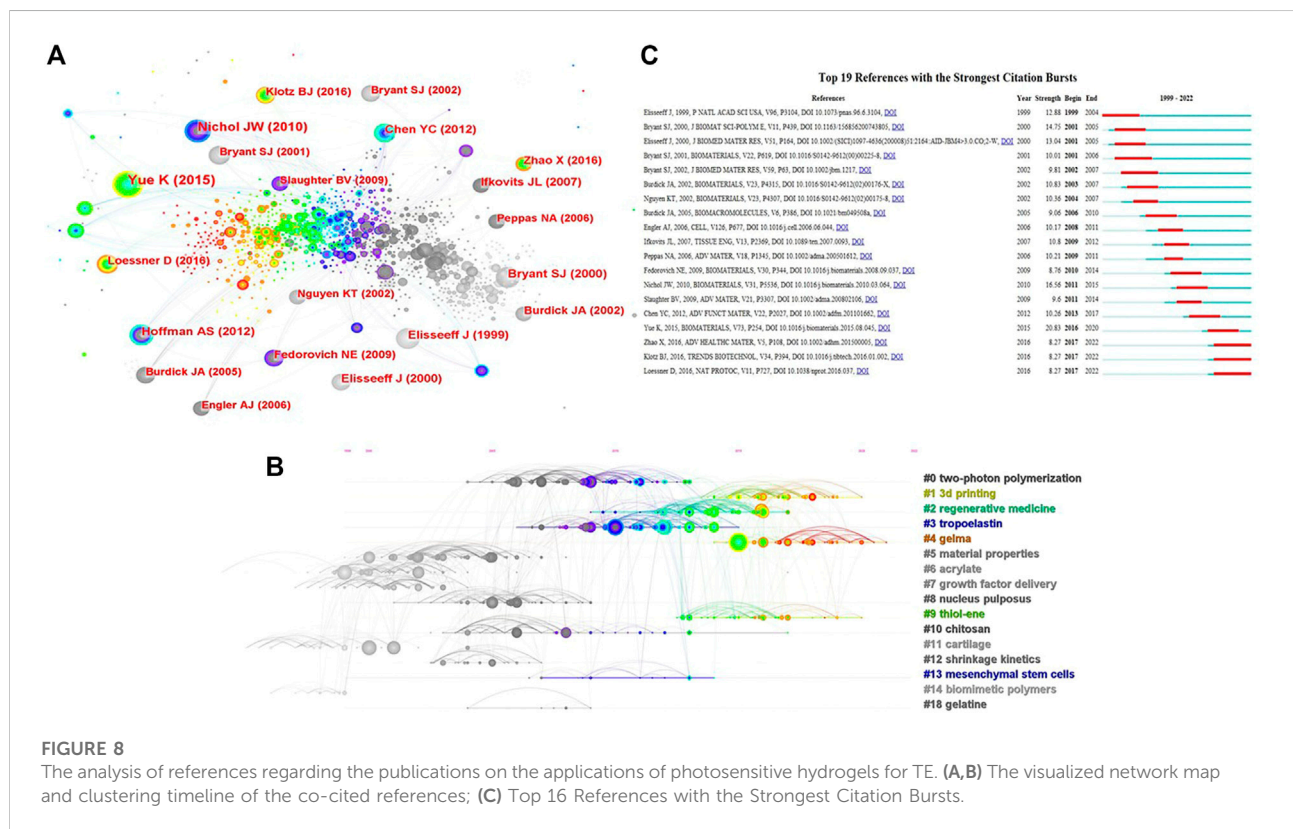 A
Klotz BJ (2016)
Bryant SJ (2002)
Nichol JW (2010)
Chen YC (2012)
Bryant SJ (2001)
Zhao X (2016)
Yue K (2015)
Slaughter BV (2009)
Ifkovits JL (2007)
Peppas NA (2006)
Loessner D (2016)
Bryant SJ (2000)
Nguyen KT (2002)
Burdick JA (2002)
Hoffman AS (2012)
Elisseeff J (1999)
Fedorovich NE (2009)
Burdick JA (2005)
Elisseeff J (2000)
Engler AJ (2006)
C
Top 19 References with the Strongest Citation Bursts
References Year Strength Begin End 1999 - 2022
Elisseeff J, 1999, P NATL ACAD SCI USA, V96, P3104, DOI 10.1073/pnas.96.6.3104, DOI 1999 12.88 1999 2004
Bryant SJ, 2000, J BIOMAT SCI-POLYM E, V11, P439, DOI 10.1163/156856200743805, DOI 2000 14.75 2001 2005
Elisseeff J, 2000, J BIOMED MATER RES, V51, P164, DOI 10.1002/(SICI)1097-4636(200008)51:2164::AID-JBM4>3.0.CO;2-W, DOI 2000 13.04 2001 2005
Bryant SJ, 2001, BIOMATERIALS, V22, P619, DOI 10.1016/S0142-9612(00)00225-8, DOI 2001 10.01 2001 2006
Bryant SJ, 2002, J BIOMED MATER RES, V59, P63, DOI 10.1002/jbm.1217, DOI 2002 9.81 2002 2007
Burdick JA, 2002, BIOMATERIALS, V23, P4315, DOI 10.1016/S0142-9612(02)00176-X, DOI 2002 10.83 2003 2007
Nguyen KT, 2002, BIOMATERIALS, V23, P4307, DOI 10.1016/S0142-9612(02)00175-8, DOI 2002 10.36 2004 2007
Burdick JA, 2005, BIOMACROMOLECULES, V6, P386, DOI 10.1021/bm049508a, DOI 2005 9.06 2006 2010
Engler AJ, 2006, CELL, V126, P677, DOI 10.1016/j.cell.2006.06.044, DOI 2006 10.17 2008 2011
Ifkovits JL, 2007, TISSUE ENG, V13, P2369, DOI 10.1089/ten.2007.0093, DOI 2007 10.8 2009 2012
Peppas NA, 2006, ADV MATER, V18, P1345, DOI 10.1002/adma.200501612, DOI 2006 10.21 2009 2011
Fedorovich NE, 2009, BIOMATERIALS, V30, P344, DOI 10.1016/j.biomaterials.2008.09.037, DOI 2009 8.76 2010 2014
Nichol JW, 2010, BIOMATERIALS, V31, P5536, DOI 10.1016/j.biomaterials.2010.03.064, DOI 2010 16.56 2011 2015
Slaughter BV, 2009, ADV MATER, V21, P3307, DOI 10.1002/adma.200802106, DOI 2009 9.6 2011 2014
Chen YC, 2012, ADV FUNCT MATER, V22, P2027, DOI 10.1002/adfm.201101662, DOI 2012 10.26 2013 2017
Yue K, 2015, BIOMATERIALS, V73, P254, DOI 10.1016/j.biomaterials.2015.08.045, DOI 2015 20.83 2016 2020
Zhao X, 2016, ADV HEALTHC MATER, V5, P108, DOI 10.1002/adhm.201500005, DOI 2016 8.27 2017 2022
Klotz BJ, 2016, TRENDS BIOTECHNOL, V34, P394, DOI 10.1016/j.tibtech.2016.01.002, DOI 2016 8.27 2017 2022
Loessner D, 2016, NAT PROTOC, V11, P727, DOI 10.1038/nprot.2016.037, DOI 2016 8.27 2017 2022
B
#0 two-photon polymerization
#1 3d printing
#2 regenerative medicine
#3 tropoelastin
#4 gelma
#5 material properties
#6 acrylate
#7 growth factor delivery
#8 nucleus pulposus
#9 thiol-ene
#10 chitosan
#11 cartilage
#12 shrinkage kinetics
#13 mesenchymal stem cells
#14 biomimetic polymers
#18 gelatine
FIGURE 8
The analysis of references regarding the publications on the applications of photosensitive hydrogels for TE. (A,B) The visualized network map
and clustering timeline of the co-cited references; (C) Top 16 References with the Strongest Citation Bursts.